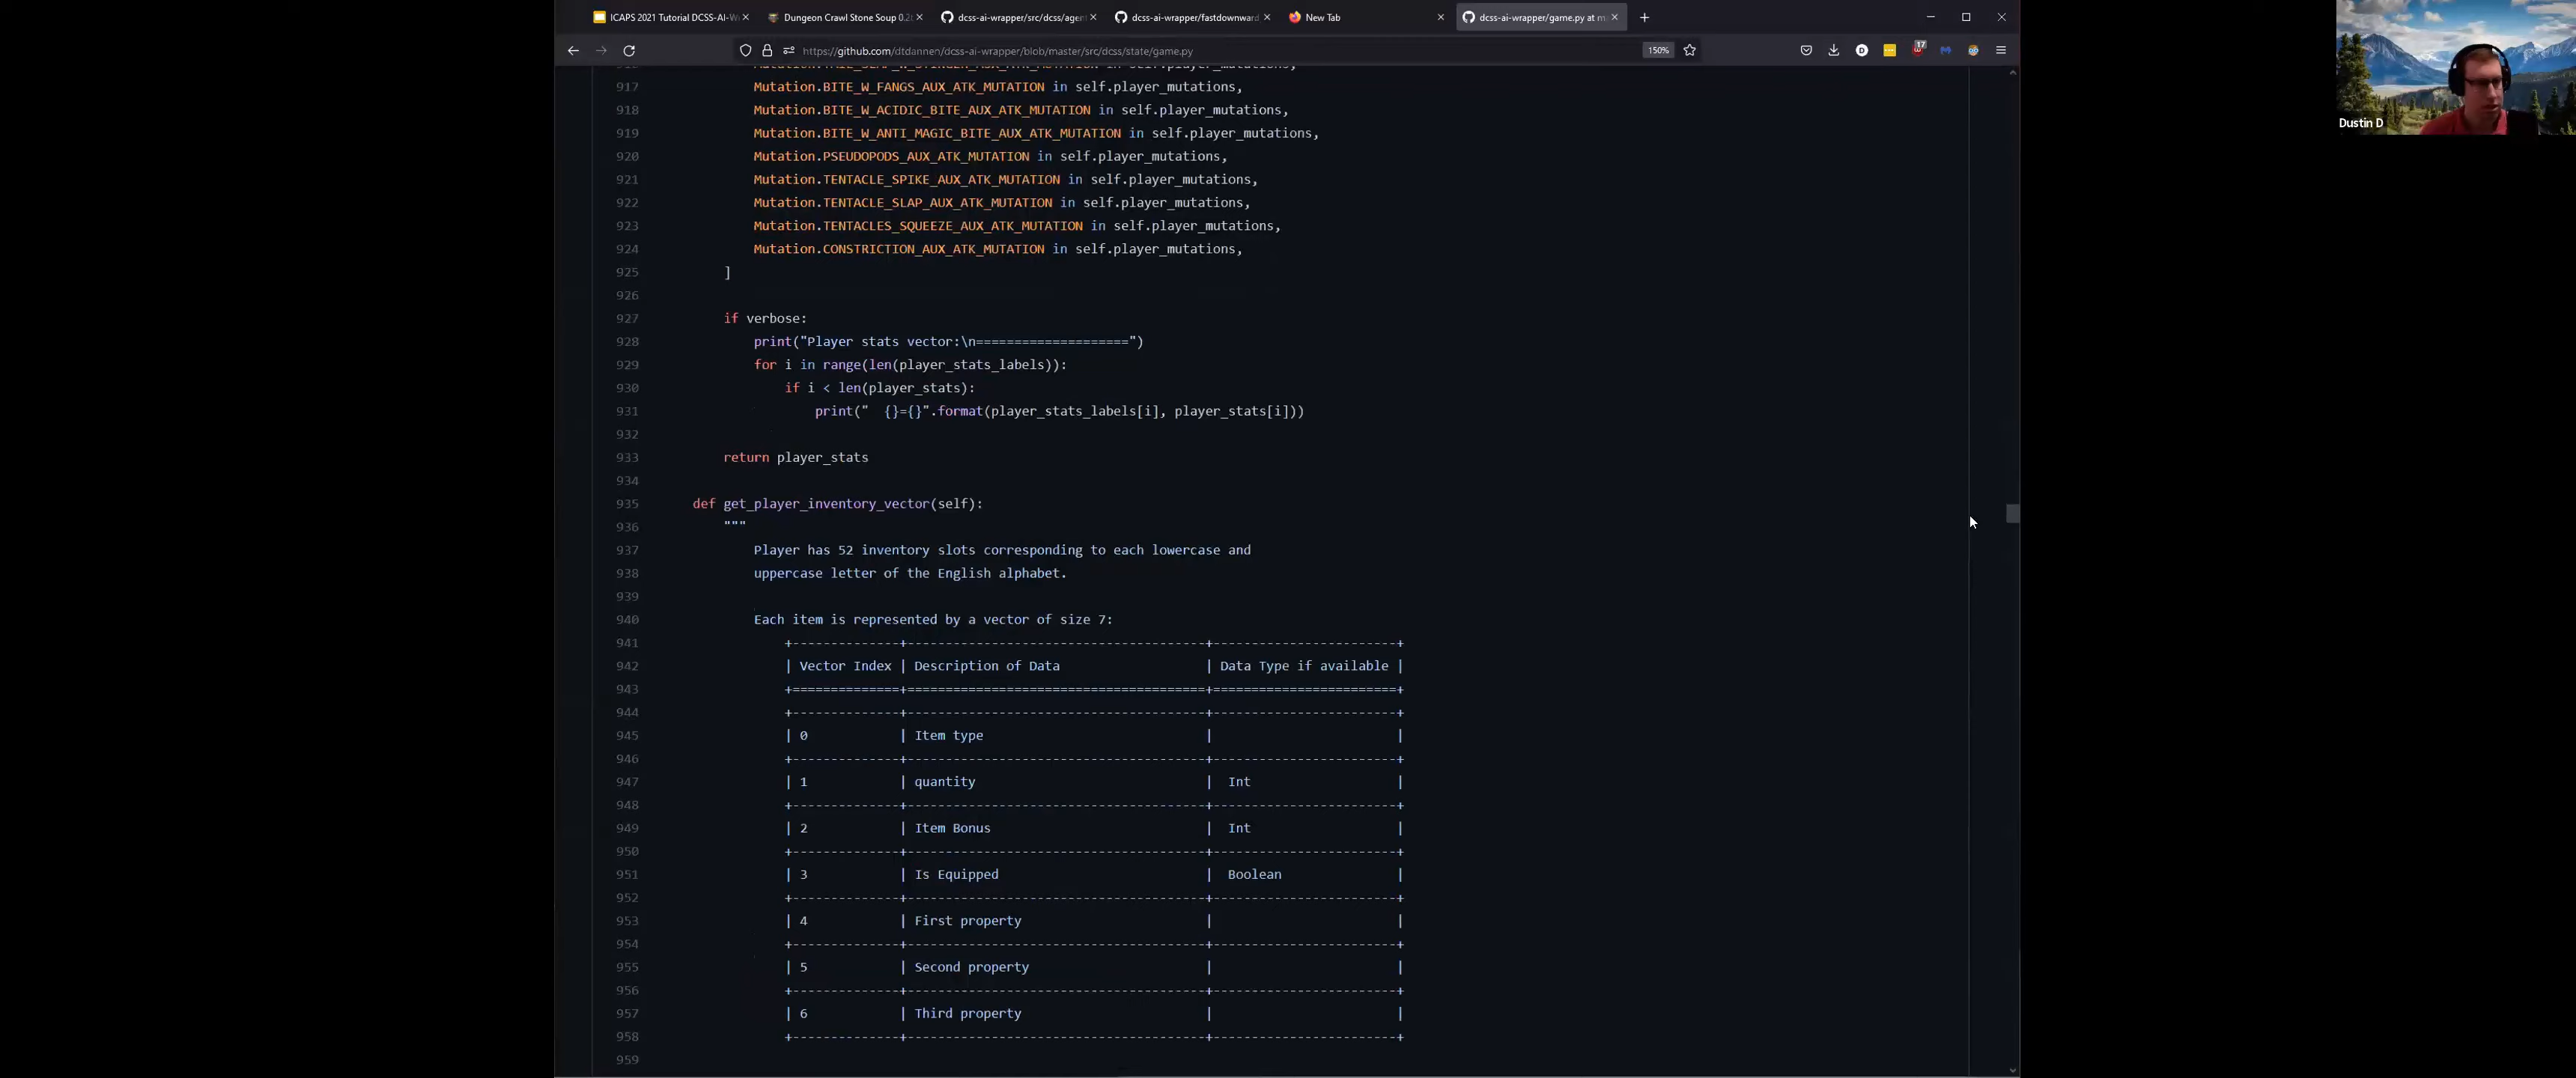 ICAPS 2021 Tutorial DCSS-AI-W
Dungeon Crawl Stone Soup 0.2
dcss-ai-wrapper/src/dcss/agen
dcss-ai-wrapper/fastdownward
New Tab
dcss-ai-wrapper/game.py at m
https://github.com/dtdannen/dcss-ai-wrapper/blob/master/src/dcss/state/game.py
150%
17
Dustin D
917 Mutation.BITE_W_FANGS_AUX_ATK_MUTATION in self.player_mutations,
918 Mutation.BITE_W_ACIDIC_BITE_AUX_ATK_MUTATION in self.player_mutations,
919 Mutation.BITE_W_ANTI_MAGIC_BITE_AUX_ATK_MUTATION in self.player_mutations,
920 Mutation.PSEUDOPODS_AUX_ATK_MUTATION in self.player_mutations,
921 Mutation.TENTACLE_SPIKE_AUX_ATK_MUTATION in self.player_mutations,
922 Mutation.TENTACLE_SLAP_AUX_ATK_MUTATION in self.player_mutations,
923 Mutation.TENTACLES_SQUEEZE_AUX_ATK_MUTATION in self.player_mutations,
924 Mutation.CONSTRICTION_AUX_ATK_MUTATION in self.player_mutations,
925 ]
926
927 if verbose:
928 print("Player stats vector:\n====================")
929 for i in range(len(player_stats_labels)):
930 if i < len(player_stats):
931 print("  {}={}".format(player_stats_labels[i], player_stats[i]))
932
933 return player_stats
934
935 def get_player_inventory_vector(self):
936 """
937 Player has 52 inventory slots corresponding to each lowercase and
938 uppercase letter of the English alphabet.
939
940 Each item is represented by a vector of size 7:
941 +--------------+----------------------------------------+------------------------+
942 | Vector Index | Description of Data | Data Type if available |
943 +==============+=======================================+========================+
944 +--------------+---------------------------------------+------------------------+
945 | 0 | Item type | |
946 +--------------+---------------------------------------+------------------------+
947 | 1 | quantity | Int |
948 +--------------+---------------------------------------+------------------------+
949 | 2 | Item Bonus | Int |
950 +--------------+---------------------------------------+------------------------+
951 | 3 | Is Equipped | Boolean |
952 +--------------+---------------------------------------+------------------------+
953 | 4 | First property | |
954 +--------------+---------------------------------------+------------------------+
955 | 5 | Second property | |
956 +--------------+---------------------------------------+------------------------+
957 | 6 | Third property | |
958 +--------------+---------------------------------------+------------------------+
959